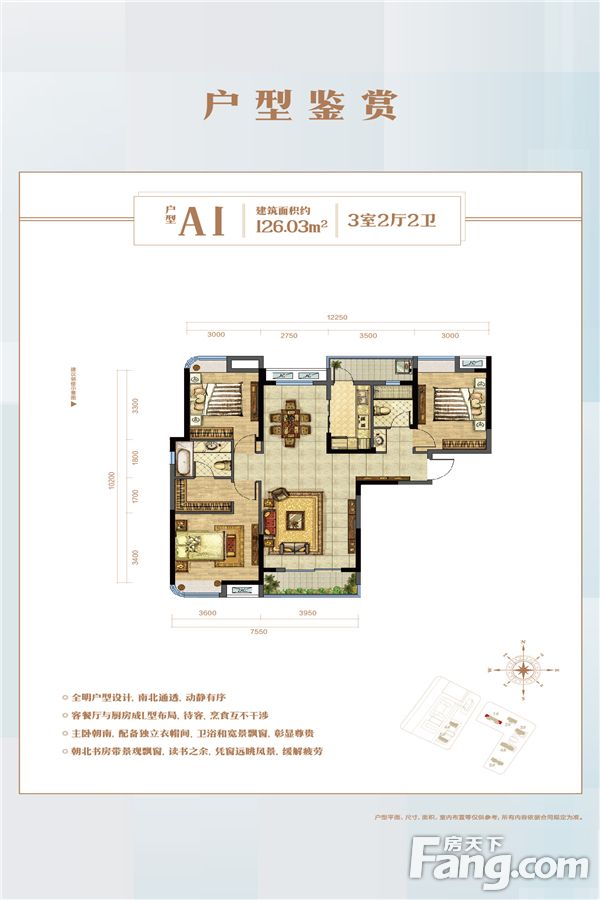 户型鉴赏
户型 A1
建筑面积约
126.03m²
3室2厅2卫
12250
3000 2750 3500 3000
10200
3300
1800
1700
3400
3600 3950
7550
N
W E
S
全明户型设计, 南北通透, 动静有序
客餐厅与厨房成L型布局, 待客, 烹食互不干涉
主卧朝南, 配备独立衣帽间, 卫浴和宽景飘窗, 彰显尊贵
朝北书房带景观飘窗, 读书之余, 凭窗远眺风景, 缓解疲劳
户型平面、尺寸、面积、室内布置等仅供参考, 所有内容依据合同约定为准。
房天下
Fang.com